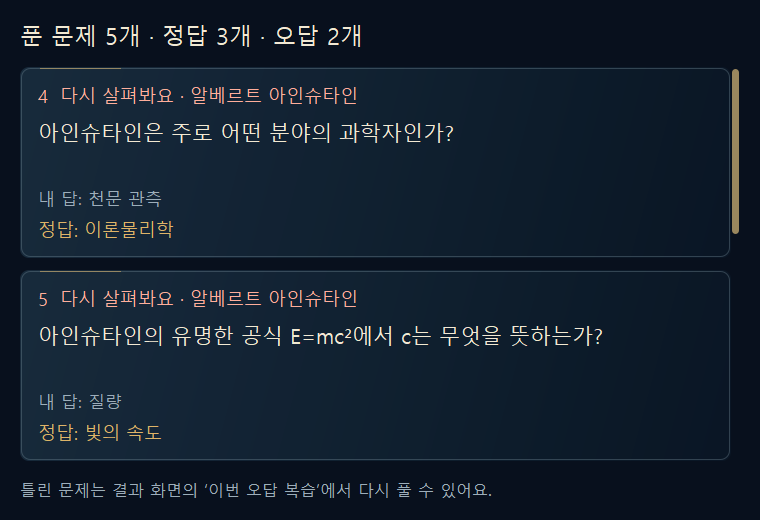 푼 문제 5개 · 정답 3개 · 오답 2개
4 다시 살펴봐요 · 알베르트 아인슈타인
아인슈타인은 주로 어떤 분야의 과학자인가?
내 답: 천문 관측
정답: 이론물리학
5 다시 살펴봐요 · 알베르트 아인슈타인
아인슈타인의 유명한 공식 E=mc²에서 c는 무엇을 뜻하는가?
내 답: 질량
정답: 빛의 속도
틀린 문제는 결과 화면의 ‘이번 오답 복습’에서 다시 풀 수 있어요.